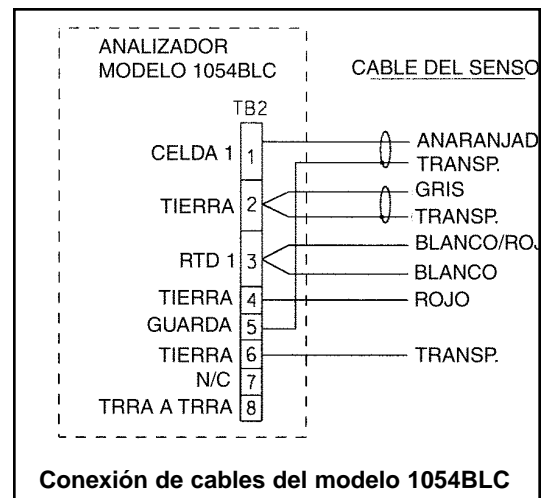 ANALIZADOR
MODELO 1054BLC
CABLE DEL SENSO
TB2
CELDA 1 1 ANARANJAD
TRANSP.
TIERRA 2 GRIS
TRANSP.
RTD 1 3 BLANCO/ROJ
BLANCO
TIERRA 4 ROJO
GUARDA 5
TIERRA 6 TRANSP.
N/C 7
TRRA A TRRA 8
Conexión de cables del modelo 1054BLC